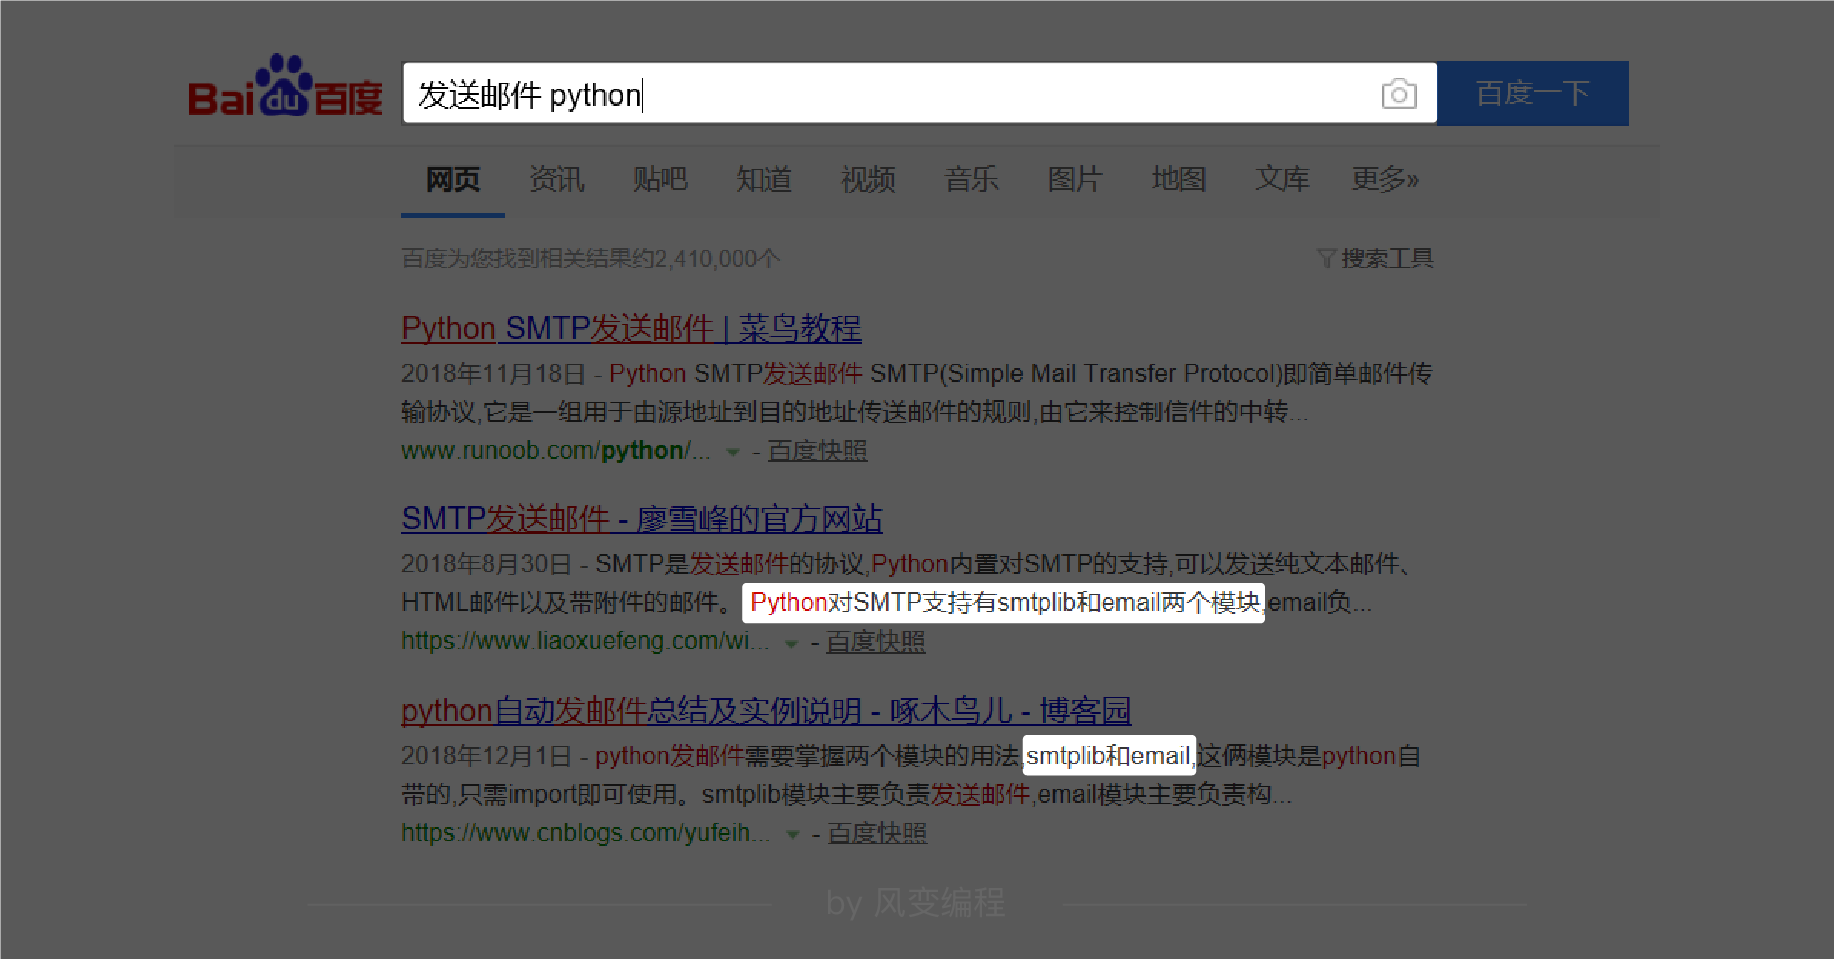 Bai du 百度 发送邮件 python 百度一下
网页 资讯 贴吧 知道 视频 音乐 图片 地图 文库 更多»
百度为您找到相关结果约2,410,000个 搜索工具
Python SMTP发送邮件 | 菜鸟教程
2018年11月18日 - Python SMTP发送邮件 SMTP(Simple Mail Transfer Protocol)即简单邮件传
输协议,它是一组用于由源地址到目的地址传送邮件的规则,由它来控制信件的中转...
www.runoob.com/python/... - 百度快照
SMTP发送邮件 - 廖雪峰的官方网站
2018年8月30日 - SMTP是发送邮件的协议,Python内置对SMTP的支持,可以发送纯文本邮件、
HTML邮件以及带附件的邮件。 Python对SMTP支持有smtplib和email两个模块,email负...
https://www.liaoxuefeng.com/wi... - 百度快照
python自动发邮件总结及实例说明 - 啄木鸟儿 - 博客园
2018年12月1日 - python发邮件需要掌握两个模块的用法,smtplib和email,这俩模块是python自
带的,只需import即可使用。smtplib模块主要负责发送邮件,email模块主要负责构...
https://www.cnblogs.com/yufeih... - 百度快照
by 风变编程